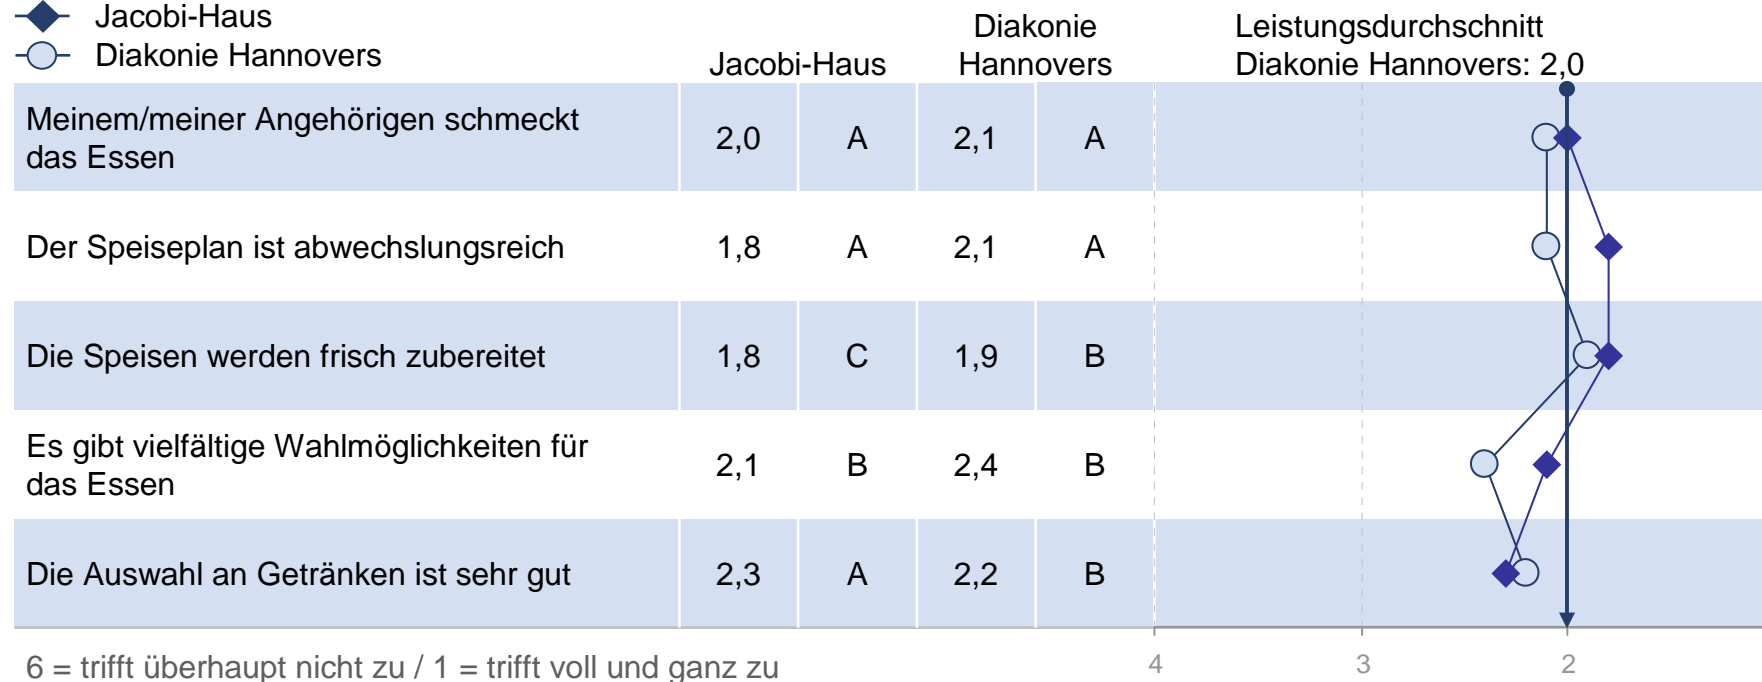 Jacobi-Haus
Diakonie Hannovers
Jacobi-Haus
Diakonie
Hannovers
Leistungsdurchschnitt
Diakonie Hannovers: 2,0
Meinem/meiner Angehörigen schmeckt
das Essen
2,0 A 2,1 A
Der Speiseplan ist abwechslungsreich 1,8 A 2,1 A
Die Speisen werden frisch zubereitet 1,8 C 1,9 B
Es gibt vielfältige Wahlmöglichkeiten für
das Essen
2,1 B 2,4 B
Die Auswahl an Getränken ist sehr gut 2,3 A 2,2 B
6 = trifft überhaupt nicht zu / 1 = trifft voll und ganz zu
4 3 2